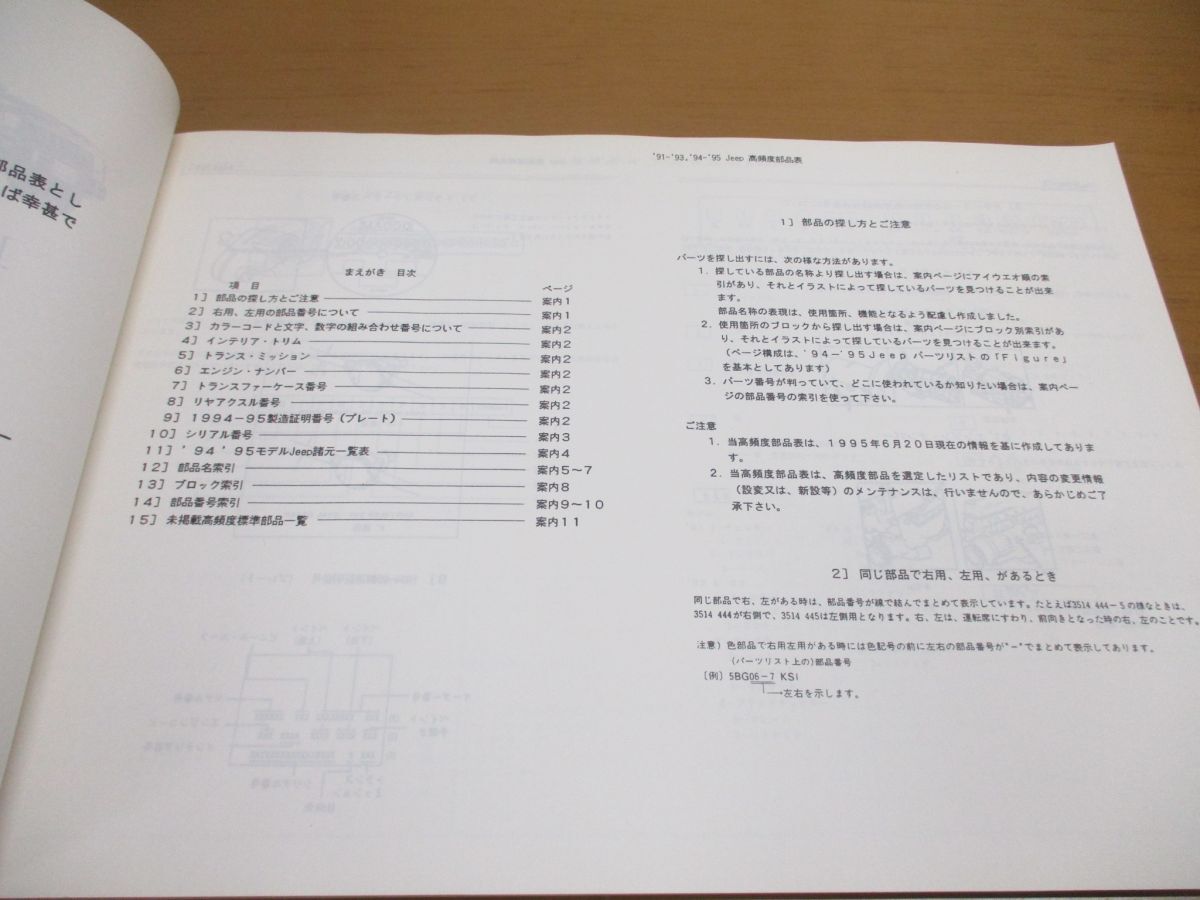 部品表とし
ば幸甚で
'91-'93,'94-'95 Jeep 高頻度部品表
まえがき 目次
項 目 ページ
1］ 部品の探し方とご注意 案内1
2］ 右用、左用の部品番号について 案内1
3］ カラーコードと文字、数字の組み合わせ番号について 案内2
4］ インテリア・トリム 案内2
5］ トランス・ミッション 案内2
6］ エンジン・ナンバー 案内2
7］ トランスファーケース番号 案内2
8］ リヤアクスル番号 案内2
9］ 1994－95製造証明番号（プレート） 案内2
10］ シリアル番号 案内3
11］ '94 '95モデルJeep諸元一覧表 案内4
12］ 部品名索引 案内5～7
13］ ブロック索引 案内8
14］ 部品番号索引 案内9～10
15］ 未掲載高頻度標準部品一覧 案内11
1］ 部品の探し方とご注意
パーツを探し出すには、次の様な方法があります。
1．探している部品の名称より探し出す場合は、案内ページにアイウエオ順の索
引があり、それとイラストによって探しているパーツを見つけることが出来
ます。
部品名称の表現は、使用箇所、機能となるよう配慮し作成しました。
2．使用箇所のブロックから探し出す場合は、案内ページにブロック別索引があ
り、それとイラストによって探しているパーツを見つけることが出来ます。
（ページ構成は、'94－'95Jeepパーツリストの「Figure」
を基本としてあります）
3．パーツ番号が判っていて、どこに使われているか知りたい場合は、案内ペー
ジの部品番号の索引を使って下さい。
ご注意
1．当高頻度部品表は、1995年6月20日現在の情報を基に作成してありま
す。
2．当高頻度部品表は、高頻度部品を選定したリストであり、内容の変更情報
（設変又は、新設等）のメンテナンスは、行いませんので、あらかじめご了
承下さい。
2］ 同じ部品で右用、左用、があるとき
同じ部品で右、左がある時は、部品番号が線で結んでまとめて表示しています。たとえば3514 444－5の様なときは、
3514 444が右側で、3514 445は左側用となります。右、左は、運転席にすわり、前向きとなった時の右、左のことです。
注意）色部品で右用左用がある時には色記号の前に左右の部品番号が"－"でまとめて表示してあります。
（パーツリスト上の）部品番号
〔例〕5BG06－7 KSi
→左右を示します。